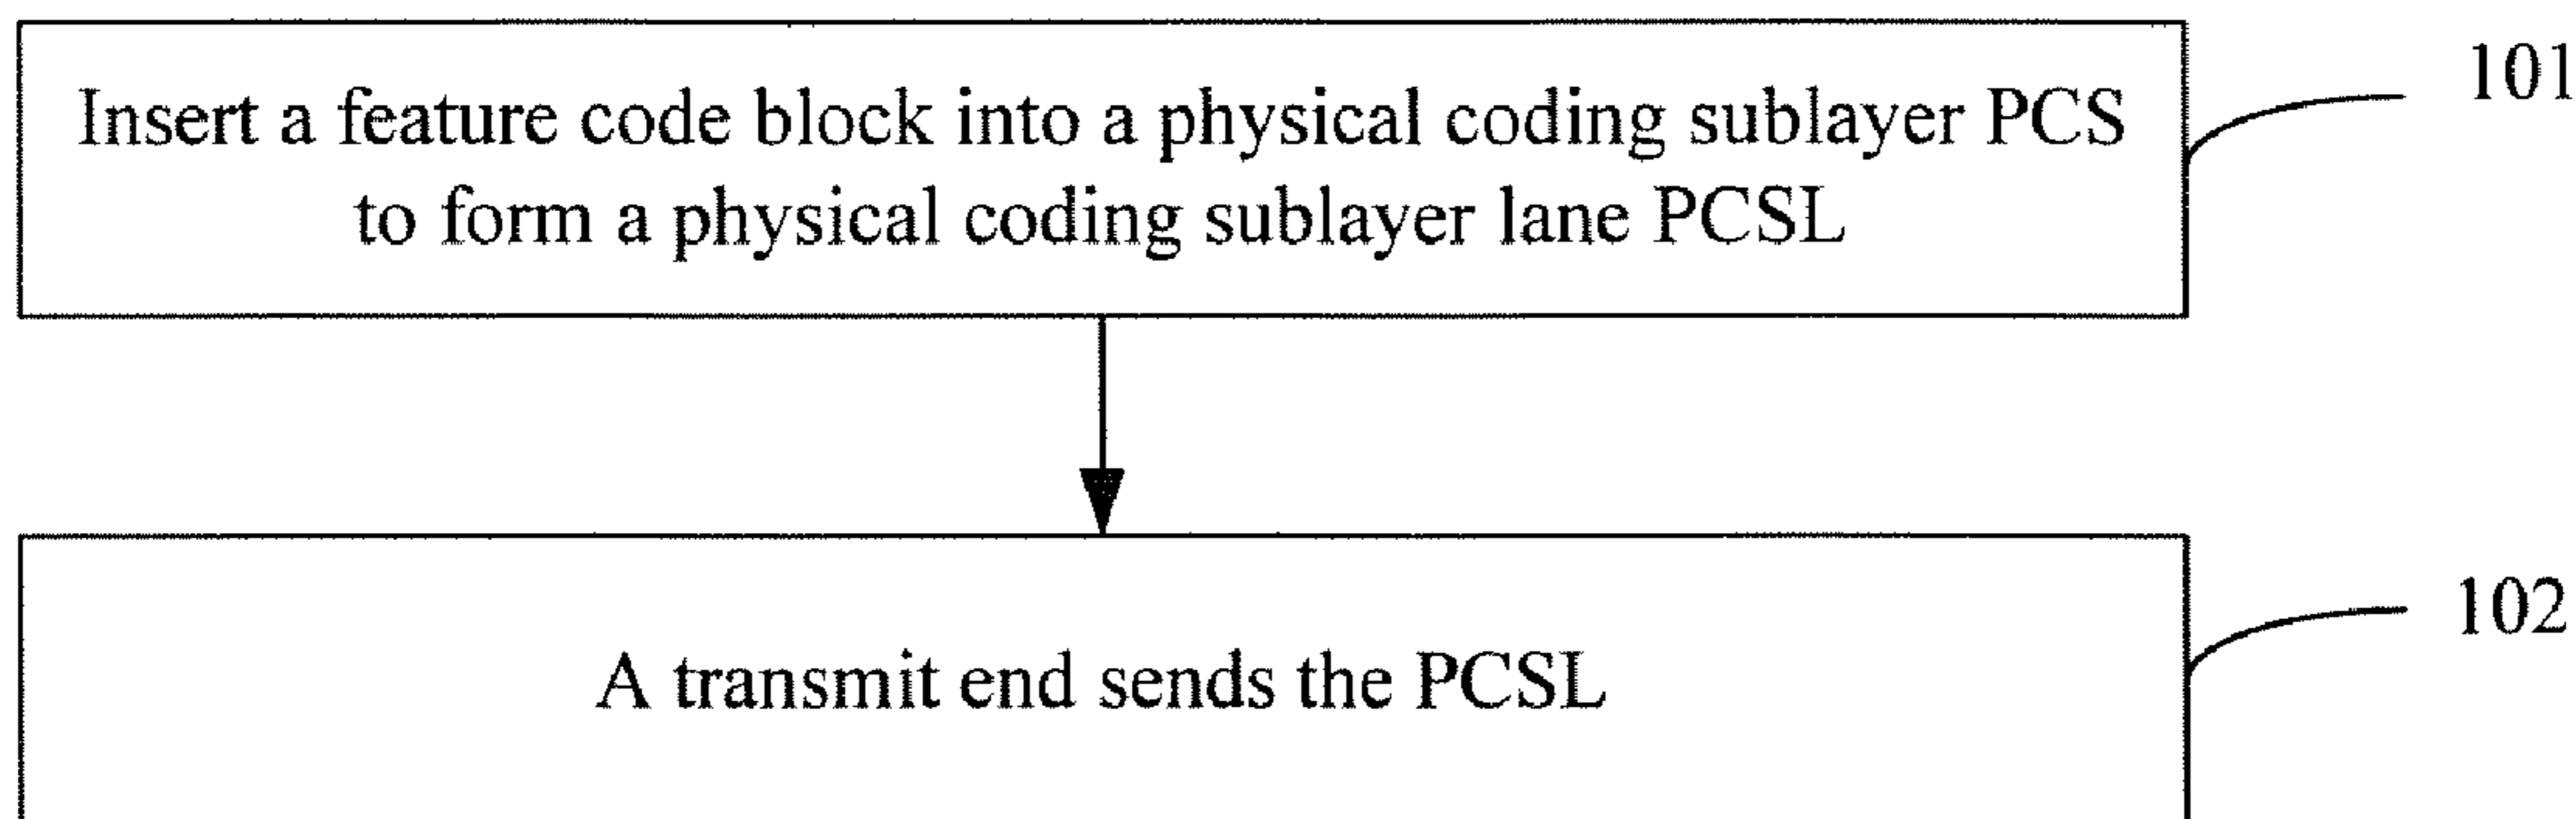 Insert a feature code block into a physical coding sublayer PCS
to form a physical coding sublayer lane PCSL
101
A transmit end sends the PCSL
102